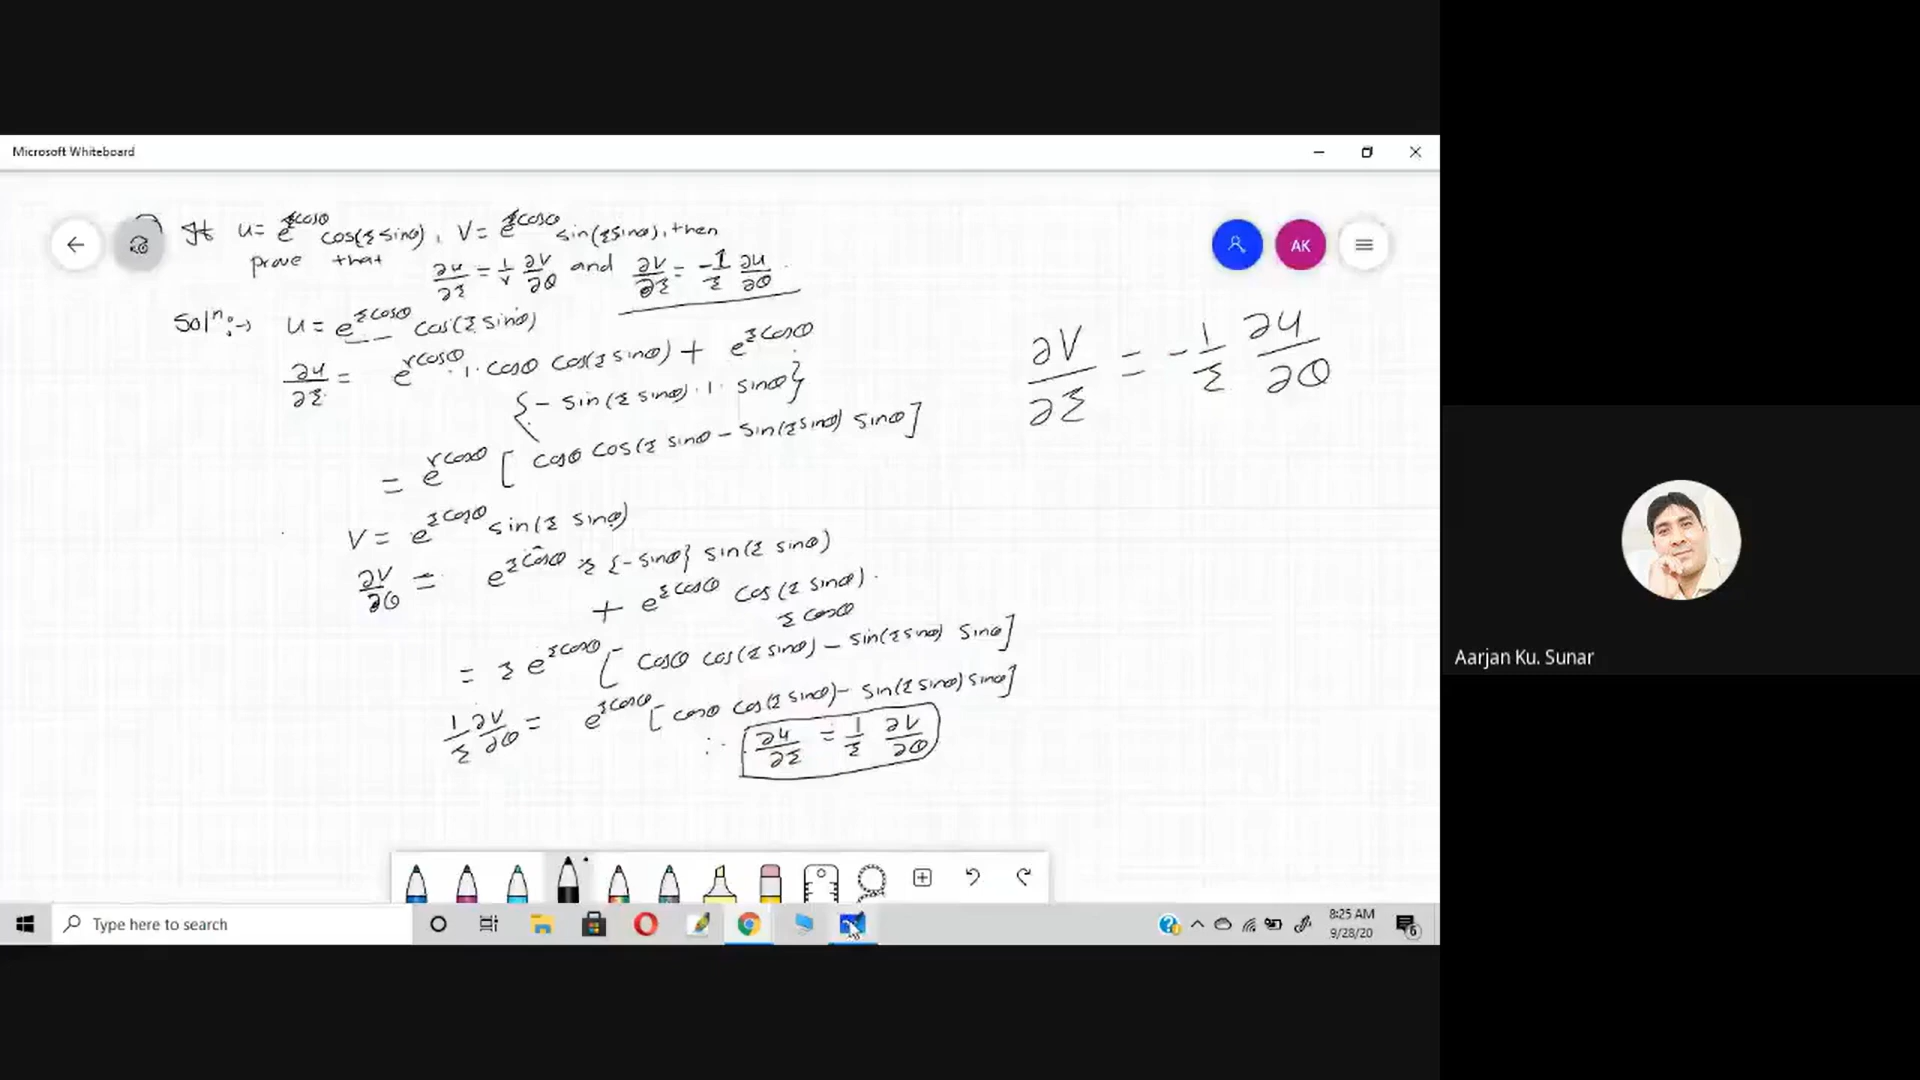 Microsoft Whiteboard
If u = e^{r cosθ} cos(r sinθ), V = e^{r cosθ} sin(r sinθ), then
prove that ∂u/∂r = 1/r ∂V/∂θ and ∂V/∂r = -1/r ∂u/∂θ.
Solⁿ:→ u = e^{r cosθ} cos(r sinθ)
∂u/∂r = e^{r cosθ} · 1 · cosθ cos(r sinθ) + e^{r cosθ}
{- sin(r sinθ) · 1 · sinθ}
= e^{r cosθ} [cosθ cos(r sinθ - sin(r sinθ) sinθ]
V = e^{r cosθ} sin(r sinθ)
∂V/∂θ = e^{r cosθ} r {-sinθ} sin(r sinθ)
+ e^{r cosθ} cos(r sinθ).
r cosθ
= r e^{r cosθ} [cosθ cos(r sinθ) - sin(r sinθ) sinθ]
1/r ∂V/∂θ = e^{r cosθ} [cosθ cos(r sinθ) - sin(r sinθ) sinθ]
∴ ∂u/∂r = 1/r ∂V/∂θ
∂V/∂r = -1/r ∂u/∂θ
AK
Aarjan Ku. Sunar
Type here to search
8:25 AM
9/28/20
6